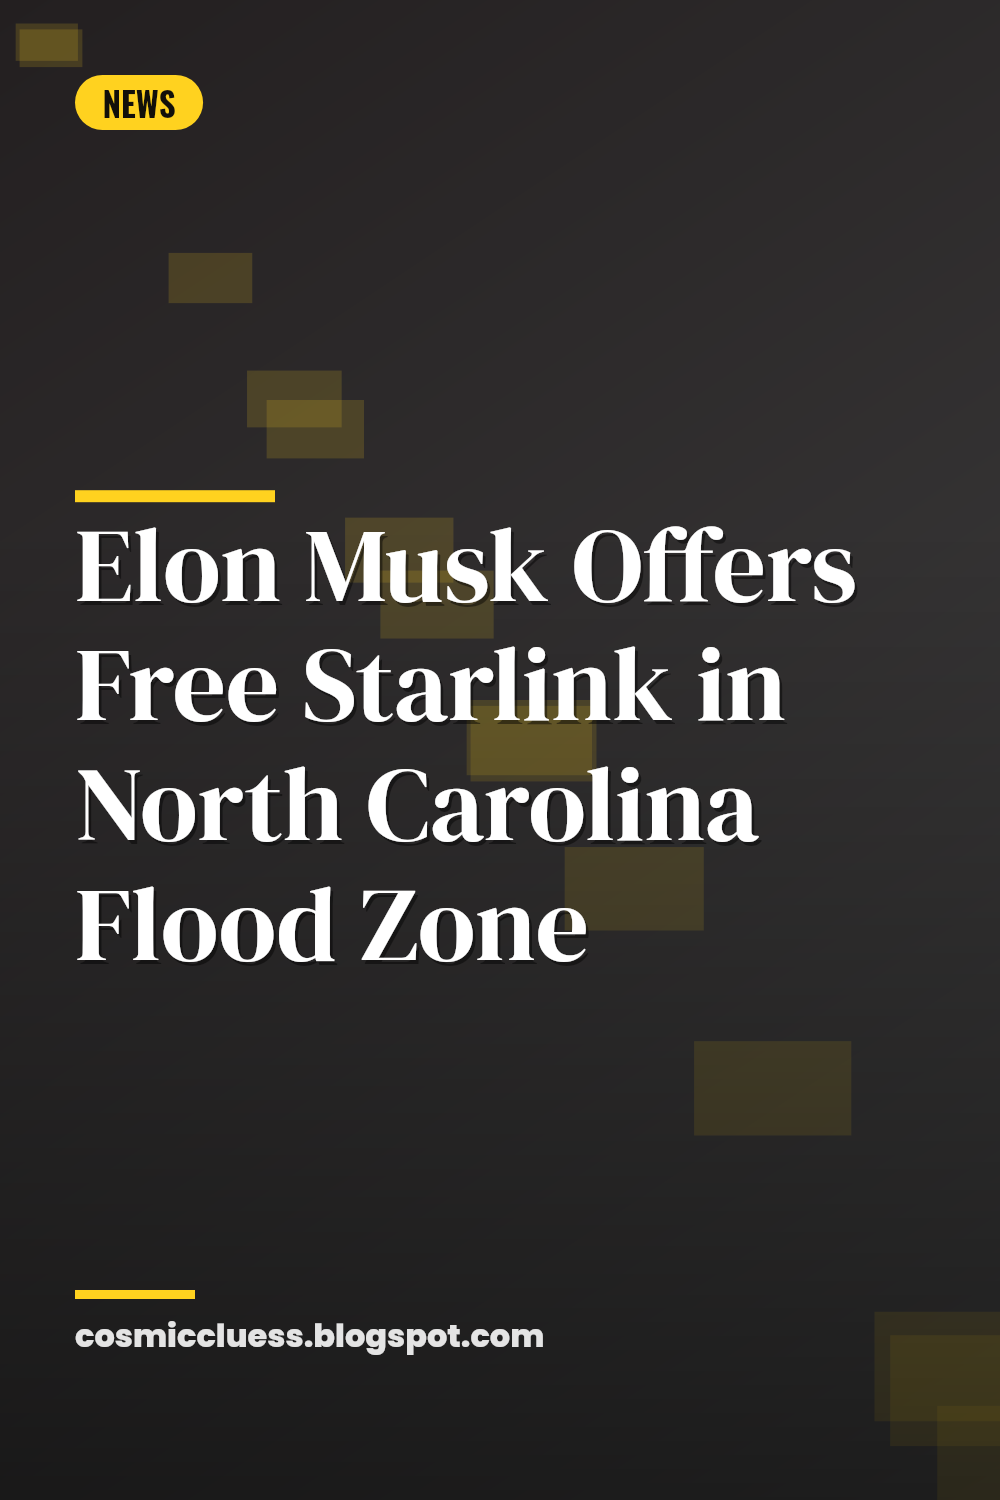 NEWS
Elon Musk Offers
Free Starlink in
North Carolina
Flood Zone
cosmiccluess.blogspot.com